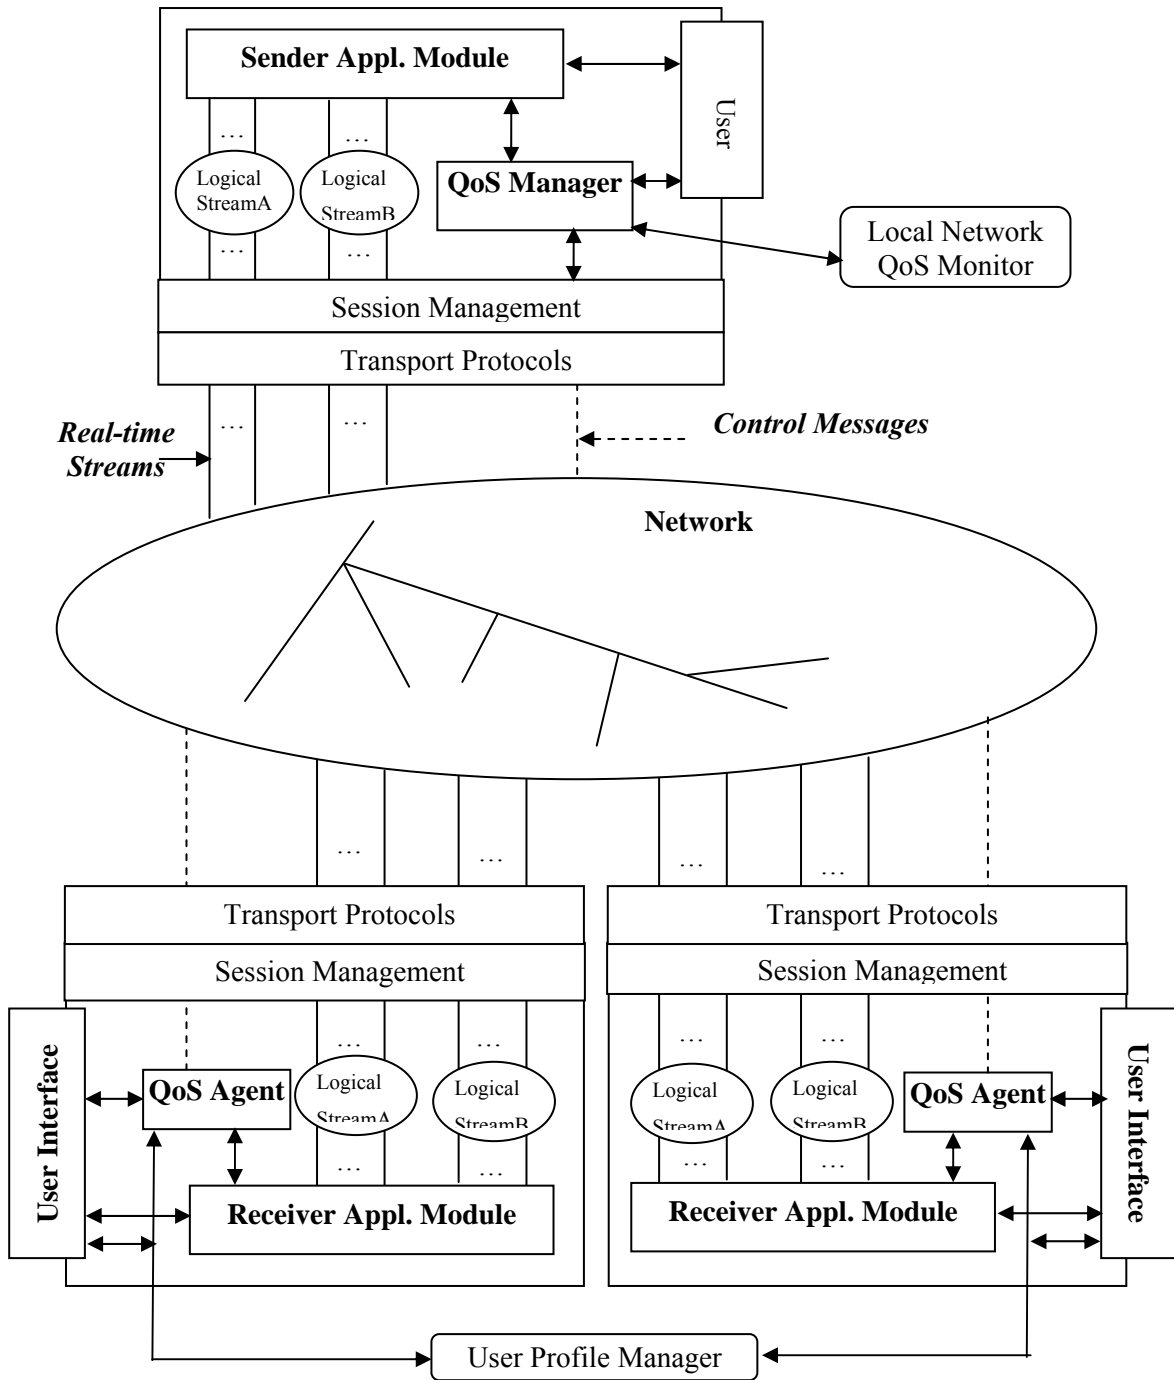 Sender Appl. Module
User
…
…
Logical
StreamA
Logical
StreamB
QoS Manager
Local Network
QoS Monitor
…
…
Session Management
Transport Protocols
…
…
Real-time
Streams
Control Messages
Network
…
…
…
…
Transport Protocols
Session Management
Transport Protocols
Session Management
…
…
User Interface
QoS Agent
Logical
StreamA
Logical
StreamB
…
…
Receiver Appl. Module
…
…
Logical
StreamA
Logical
StreamB
QoS Agent
User Interface
…
…
Receiver Appl. Module
User Profile Manager